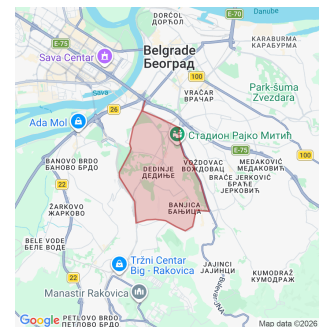 DORĆOL
ДОРЋОЛ
E-70
Danube
E-75
KARABURMA
КАРАБУРМА
Sava Centar
Belgrade
Београд
100
Park-šuma
Zvezdara
Sava
VRAČAR
ВРАЧАР
26
Ada Mol
Стадион Рајко Митић
E-75
BANOVO BRDO
БАНОВО БРДО
VOŽDOVAC
ВОЖДОВАЦ
MEDAKOVIĆ
МЕДАКОВИЋ
DEDINJE
ДЕДИЊЕ
BRAĆE JERKOVIĆ
БРАЋЕ
ЈЕРКОВИЋ
22
ŽARKOVO
ЖАРКОВО
BANJICA
БАЊИЦА
100
BELE VODE
БЕЛЕ ВОДЕ
Tržni Centar
Big - Rakovica
JAJINCI
ЈАЈИНЦИ
KUMODRAŽ
КУМОДРАЖ
22
Manastir Rakovica
22
PETLOVO BRDO
ПЕТЛОВО БРДО
Google
Map data ©2026